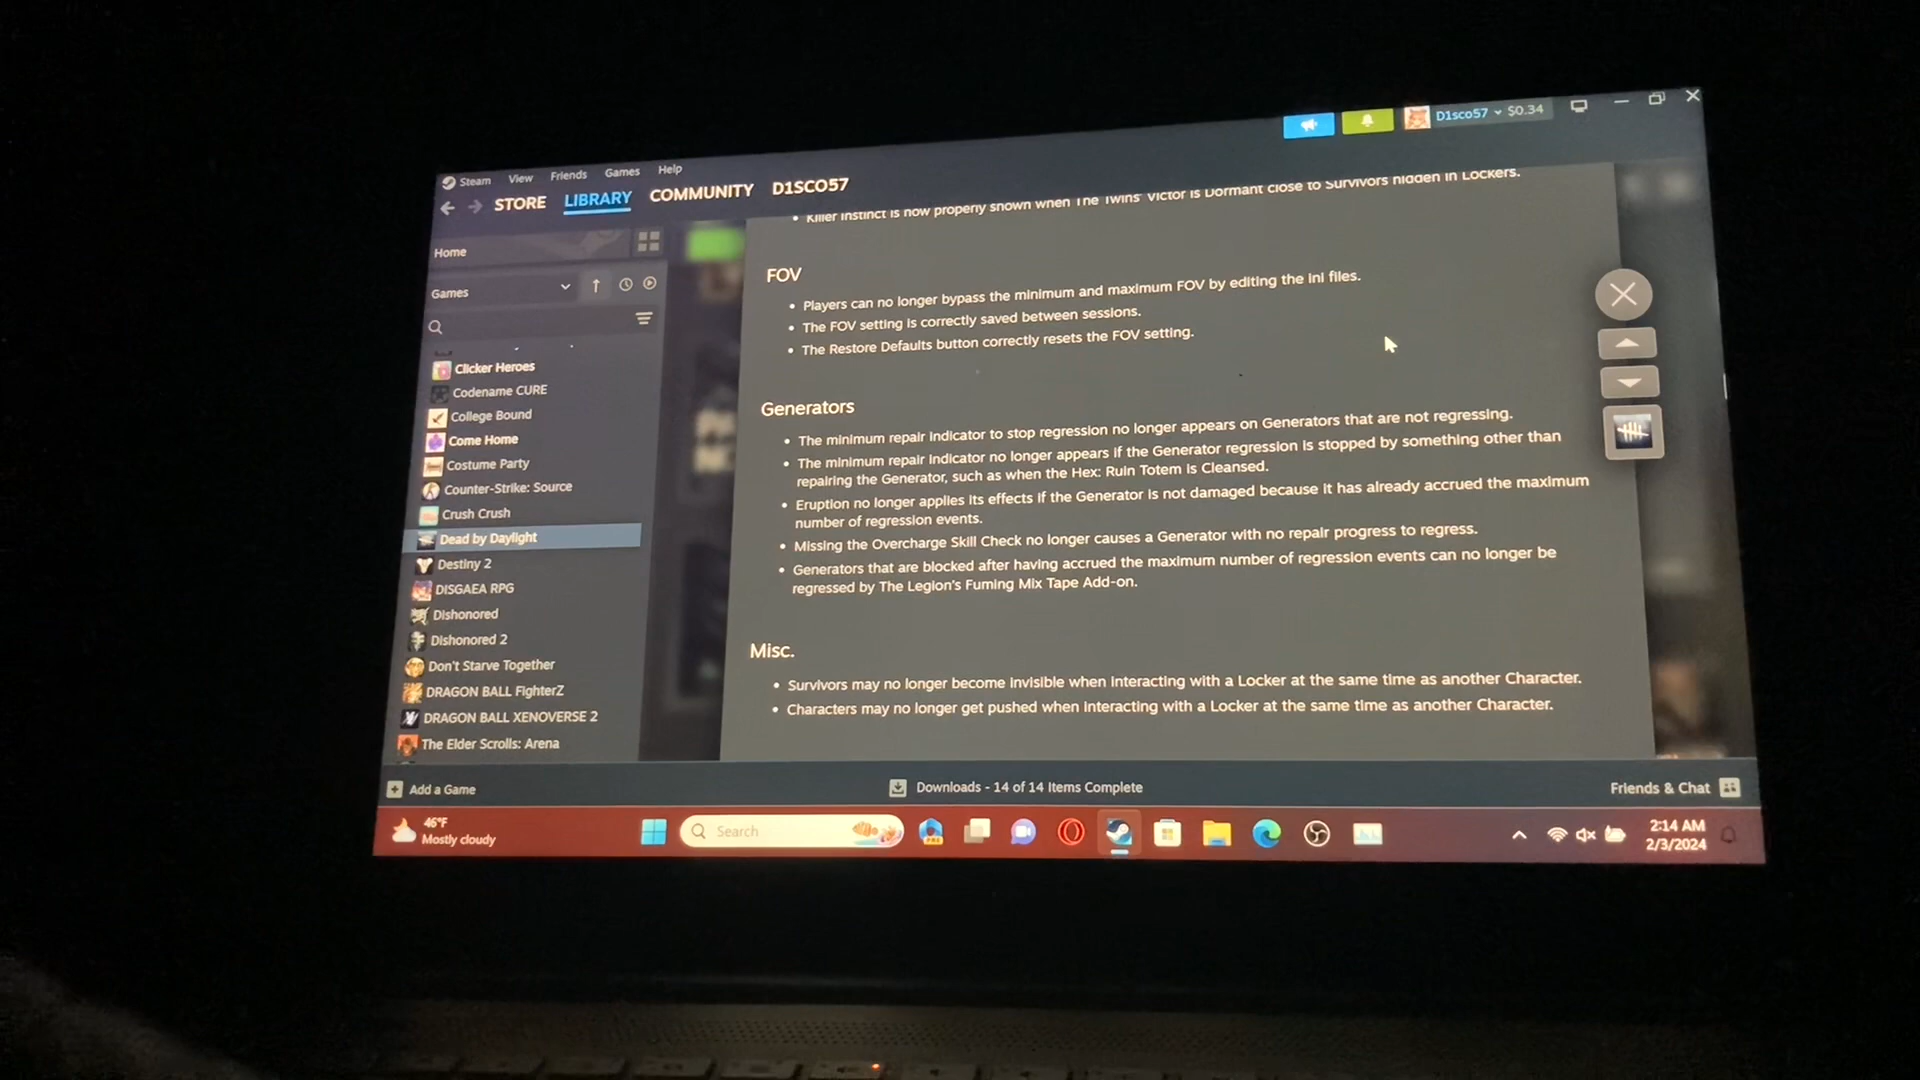 D1sco57 $0.34
Steam View Friends Games Help
STORE LIBRARY COMMUNITY D1SCO57
Home
Games
Clicker Heroes
Codename CURE
College Bound
Come Home
Costume Party
Counter-Strike: Source
Crush Crush
Dead by Daylight
Destiny 2
DISGAEA RPG
Dishonored
Dishonored 2
Don't Starve Together
DRAGON BALL FighterZ
DRAGON BALL XENOVERSE 2
The Elder Scrolls: Arena
• Killer Instinct is now properly shown when The Twins' Victor is Dormant close to Survivors hidden in Lockers.
FOV
• Players can no longer bypass the minimum and maximum FOV by editing the ini files.
• The FOV setting is correctly saved between sessions.
• The Restore Defaults button correctly resets the FOV setting.
Generators
• The minimum repair indicator to stop regression no longer appears on Generators that are not regressing.
• The minimum repair indicator no longer appears if the Generator regression is stopped by something other than
repairing the Generator, such as when the Hex: Ruin Totem is Cleansed.
• Eruption no longer applies its effects if the Generator is not damaged because it has already accrued the maximum
number of regression events.
• Missing the Overcharge Skill Check no longer causes a Generator with no repair progress to regress.
• Generators that are blocked after having accrued the maximum number of regression events can no longer be
regressed by The Legion's Fuming Mix Tape Add-on.
Misc.
• Survivors may no longer become invisible when interacting with a Locker at the same time as another Character.
• Characters may no longer get pushed when interacting with a Locker at the same time as another Character.
Add a Game
Downloads - 14 of 14 Items Complete
Friends & Chat
46°F
Mostly cloudy
Search
PRE
2:14 AM
2/3/2024